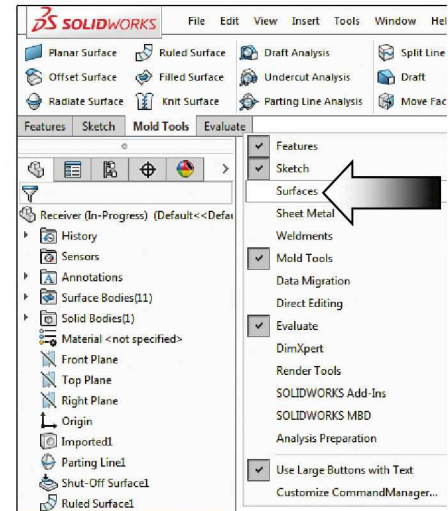 SOLIDWORKS File Edit View Insert Tools Window Hel
Planar Surface Ruled Surface Draft Analysis Split Line
Offset Surface Filled Surface Undercut Analysis Draft
Radiate Surface Knit Surface Parting Line Analysis Move Fac
Features Sketch Mold Tools Evaluate
Receiver (In-Progress) (Default<<Defau
History
Sensors
Annotations
Surface Bodies(11)
Solid Bodies(1)
Material <not specified>
Front Plane
Top Plane
Right Plane
Origin
Imported1
Parting Line1
Shut-Off Surface1
Ruled Surface1
Features
Sketch
Surfaces
Sheet Metal
Weldments
Mold Tools
Data Migration
Direct Editing
Evaluate
DimXpert
Render Tools
SOLIDWORKS Add-Ins
SOLIDWORKS MBD
Analysis Preparation
Use Large Buttons with Text
Customize CommandManager...